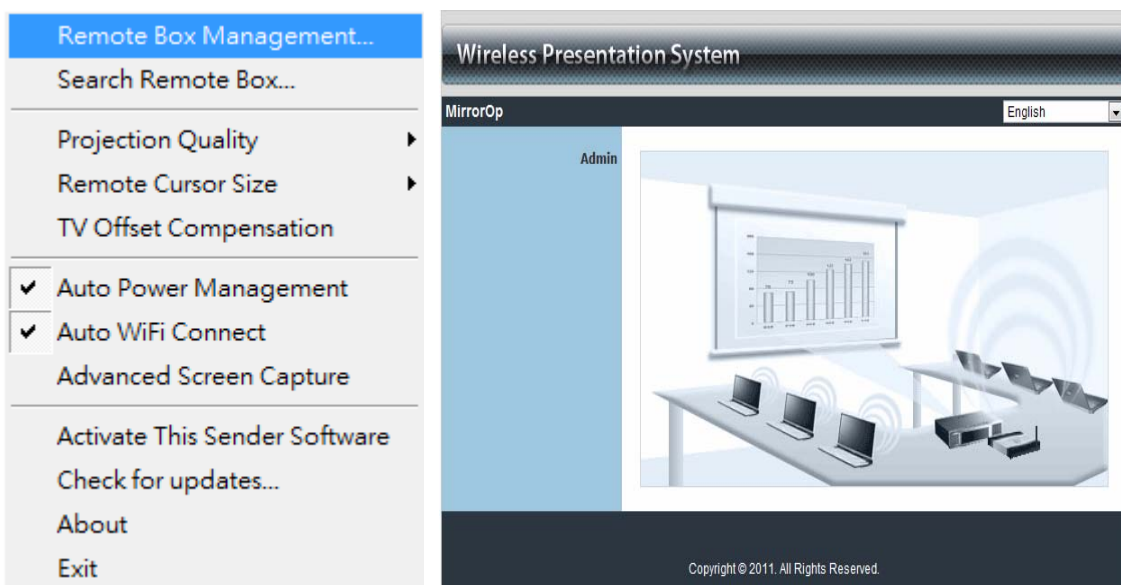 Remote Box Management...
Search Remote Box...
Projection Quality
Remote Cursor Size
TV Offset Compensation
Auto Power Management
Auto WiFi Connect
Advanced Screen Capture
Activate This Sender Software
Check for updates...
About
Exit
Wireless Presentation System
MirrorOp
English
Admin
Copyright © 2011. All Rights Reserved.